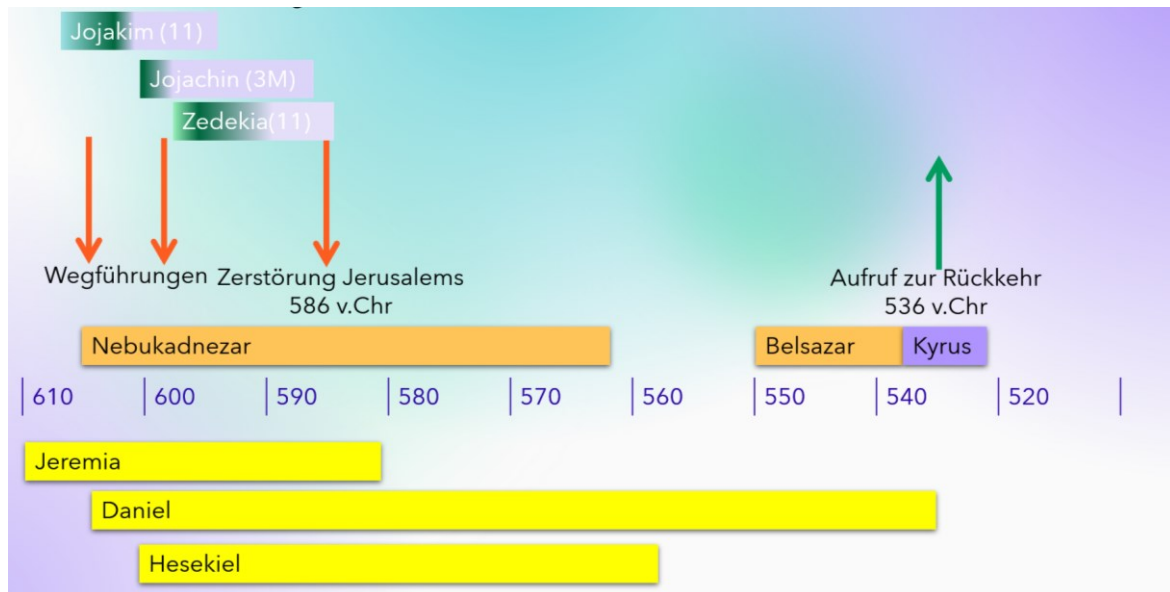 Jojakim (11)
Jojachin (3M)
Zedekia(11)
Wegführungen
Zerstörung Jerusalems
586 v.Chr
Aufruf zur Rückkehr
536 v.Chr
Nebukadnezar
Belsazar
Kyrus
610 600 590 580 570 560 550 540 520
Jeremia
Daniel
Hesekiel